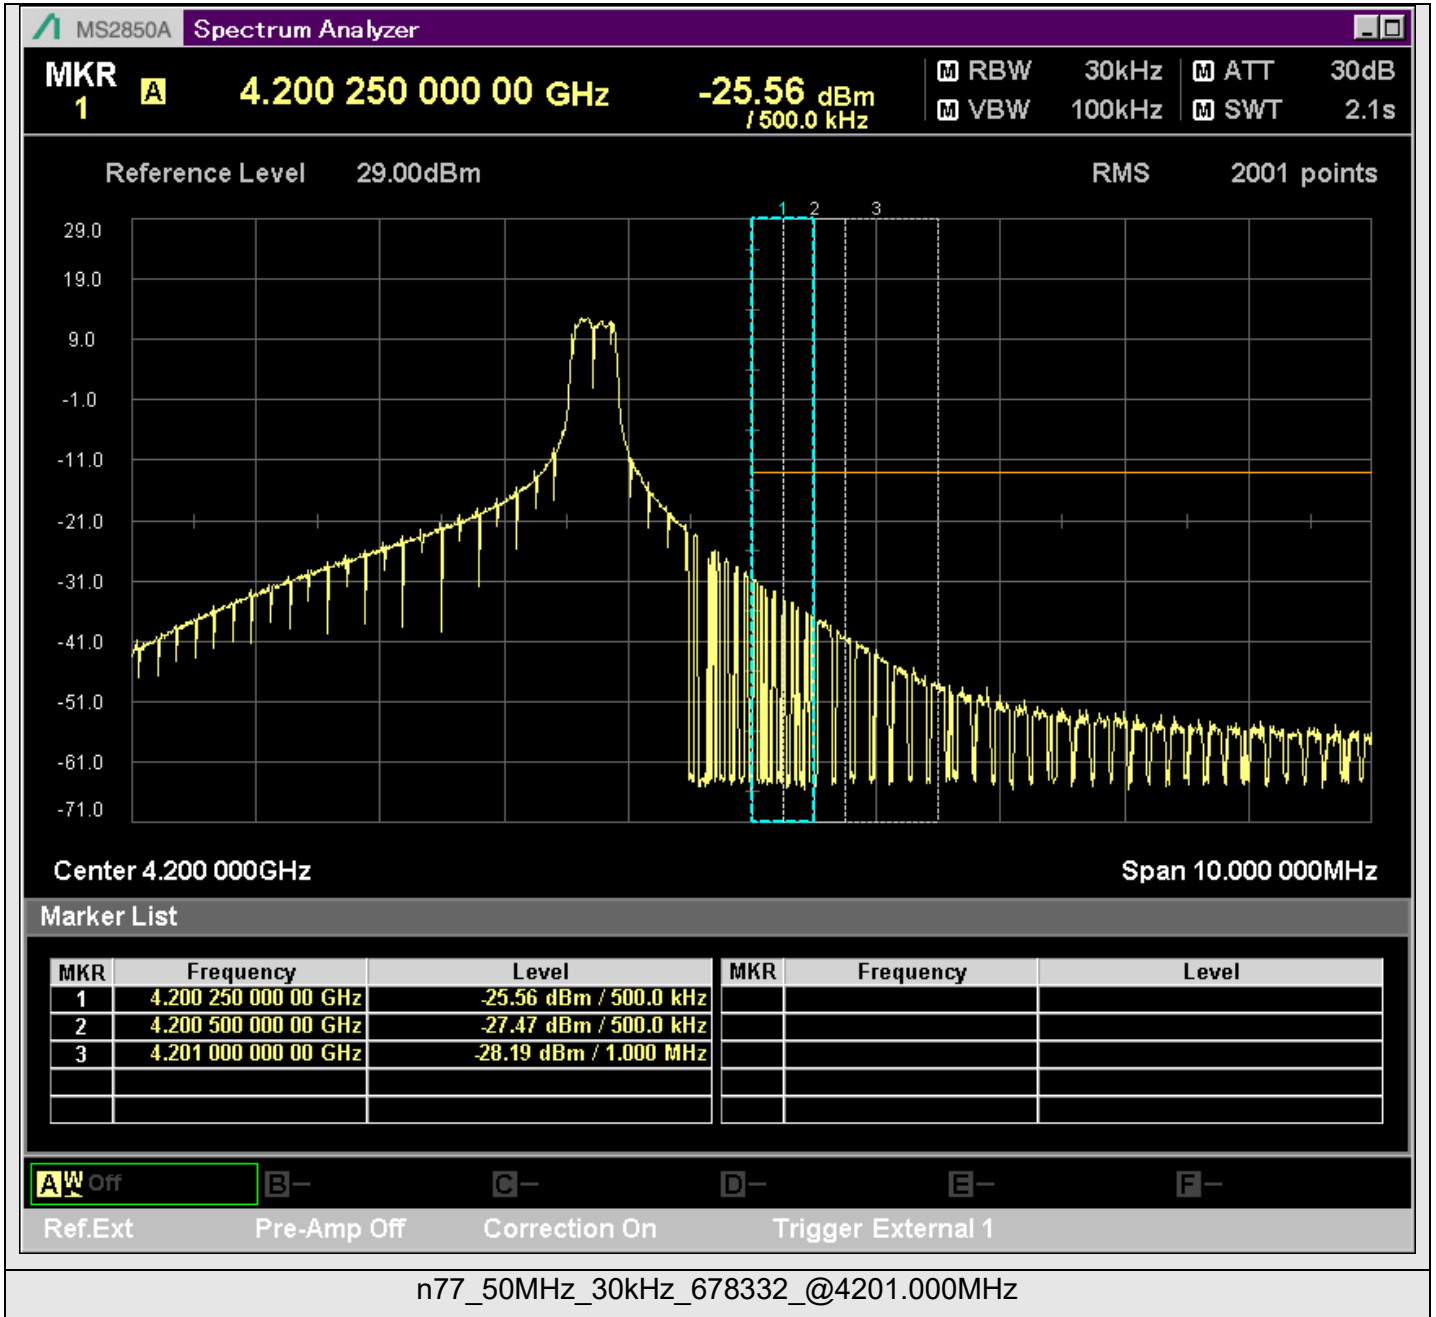 MS2850A Spectrum Analyzer
MKR 1 A 4.200 250 000 00 GHz -25.56 dBm / 500.0 kHz
M RBW 30kHz M ATT 30dB
M VBW 100kHz M SWT 2.1s
Reference Level 29.00dBm RMS 2001 points
1 2 3
29.0
19.0
9.0
-1.0
-11.0
-21.0
-31.0
-41.0
-51.0
-61.0
-71.0
Center 4.200 000GHz Span 10.000 000MHz
Marker List
MKR Frequency Level MKR Frequency Level
1 4.200 250 000 00 GHz -25.56 dBm / 500.0 kHz
2 4.200 500 000 00 GHz -27.47 dBm / 500.0 kHz
3 4.201 000 000 00 GHz -28.19 dBm / 1.000 MHz
A W Off B - C - D - E - F -
Ref.Ext Pre-Amp Off Correction On Trigger External 1
n77_50MHz_30kHz_678332_@4201.000MHz